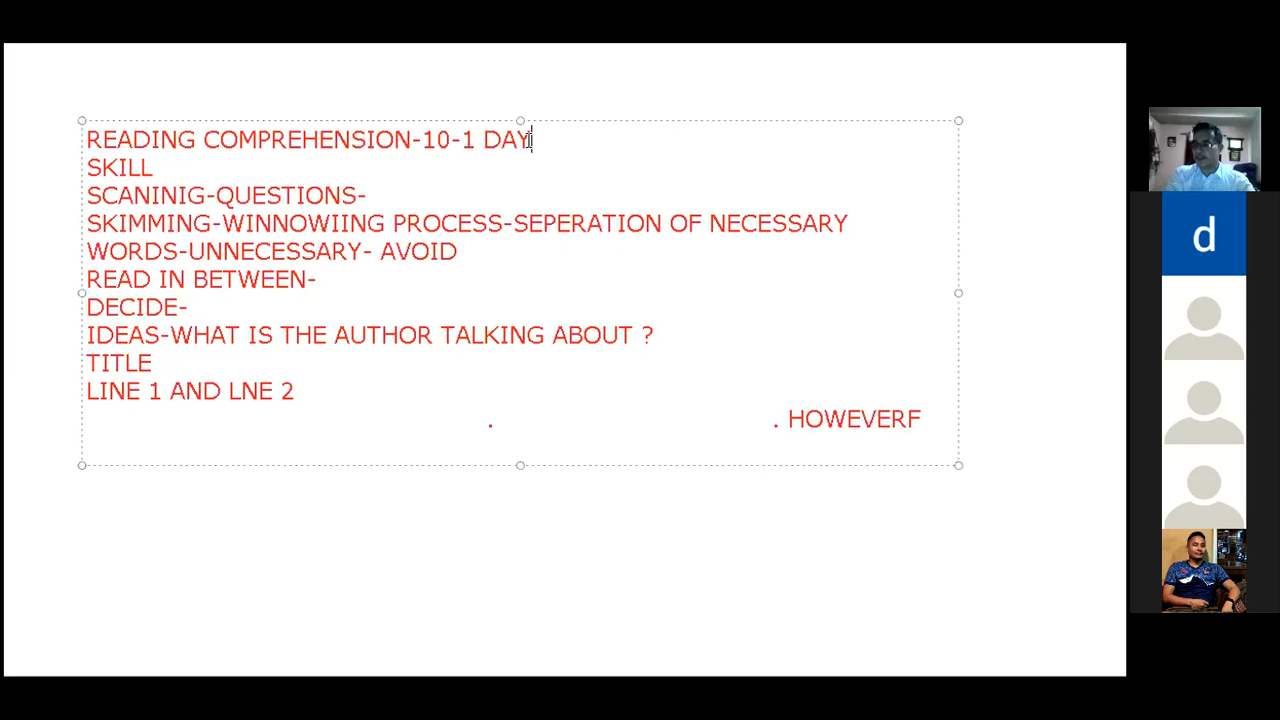 READING COMPREHENSION-10-1 DAY
SKILL
SCANINIG-QUESTIONS-
SKIMMING-WINNOWIING PROCESS-SEPERATION OF NECESSARY
WORDS-UNNECESSARY- AVOID
READ IN BETWEEN-
DECIDE-
IDEAS-WHAT IS THE AUTHOR TALKING ABOUT ?
TITLE
LINE 1 AND LNE 2
. . HOWEVERF
d